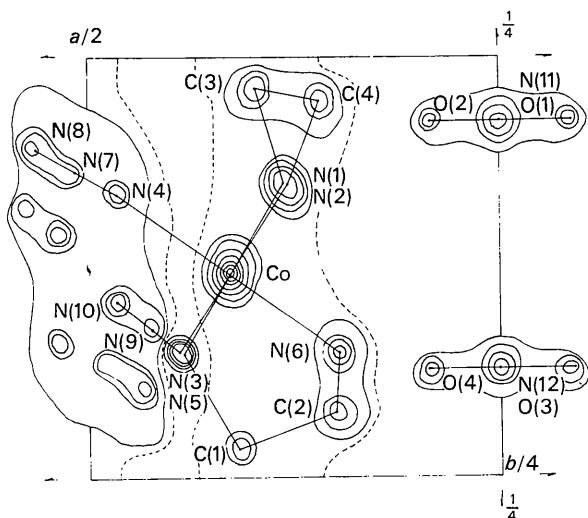 a/2
1/4
C(3)
C(4)
N(11)
O(2)
O(1)
N(8)
N(7)
N(4)
N(1)
N(2)
Co
N(10)
N(9)
N(6)
N(3)
N(5)
O(4)
N(12)
O(3)
C(2)
C(1)
b/4
1/4